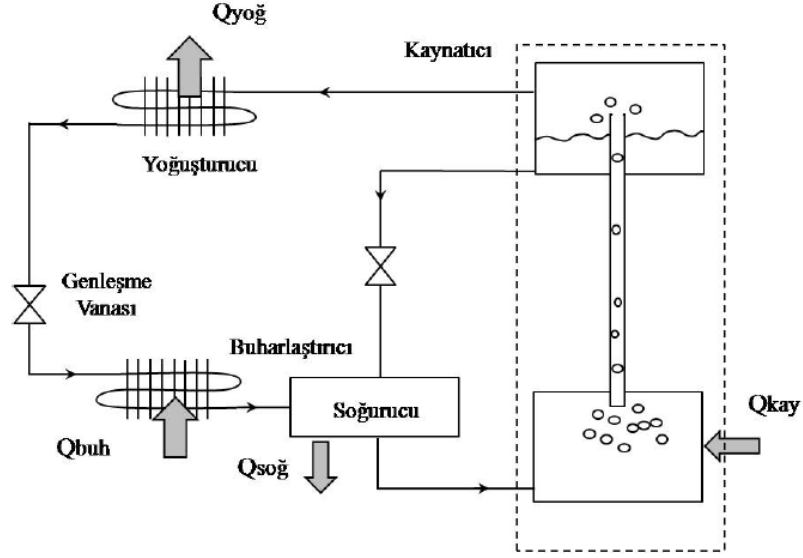 Qyoğ
Kaynatıcı
Yoğuşturucu
Genleşme
Vanası
Buharlaştırıcı
Soğurucu
Qkay
Qbuh
Qsoğ